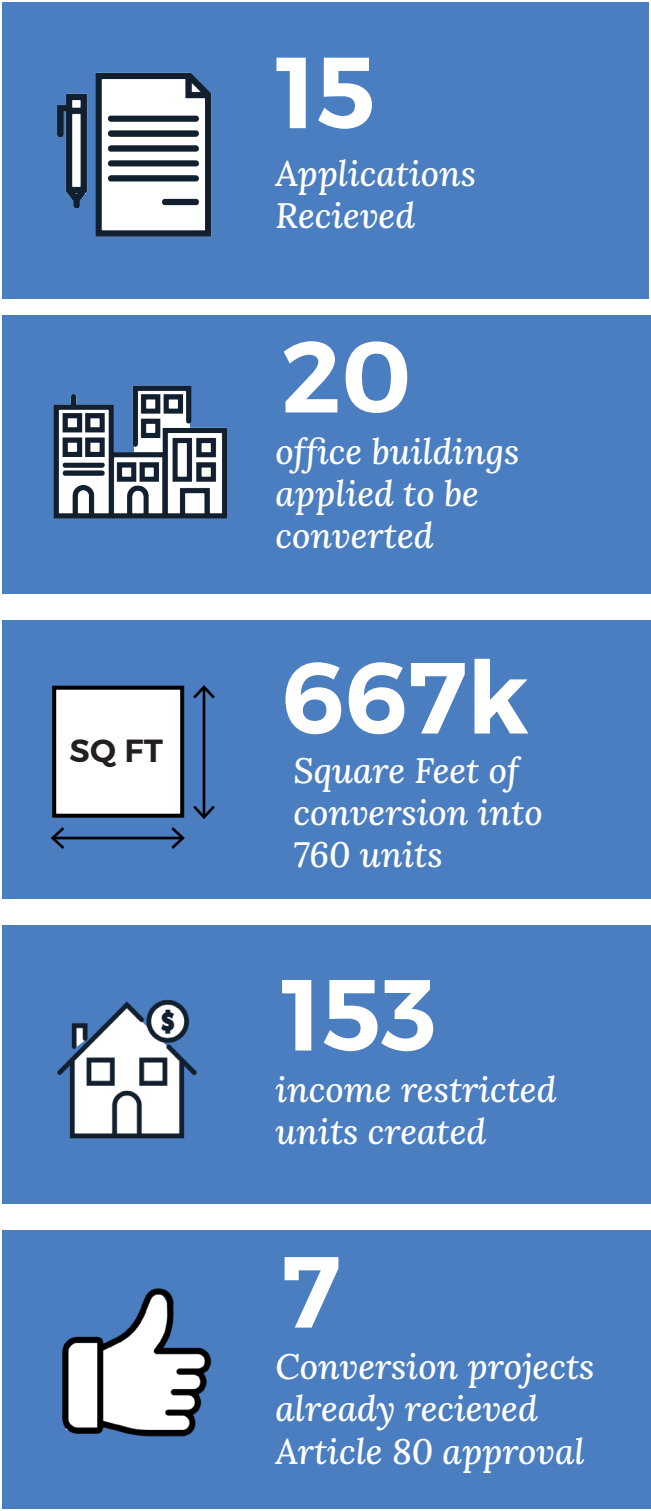 15
Applications
Recieved
20
office buildings
applied to be
converted
SQ FT
667k
Square Feet of
conversion into
760 units
$
153
income restricted
units created
7
Conversion projects
already recieved
Article 80 approval